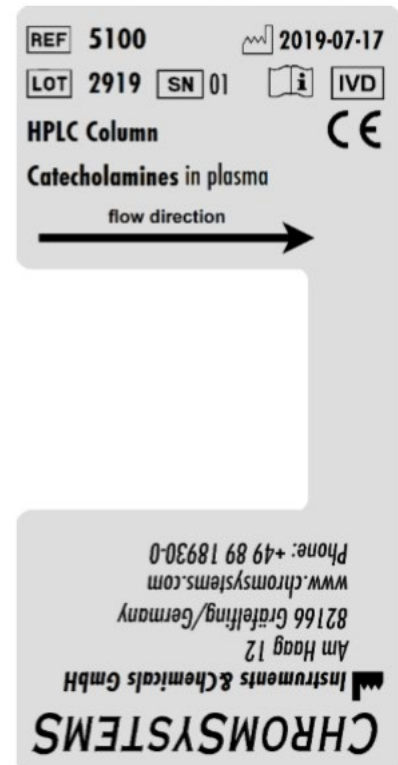 REF 5100 2019-07-17
LOT 2919 SN 01 i IVD
HPLC Column CE
Catecholamines in plasma
flow direction
CHROMSYSTEMS
Instruments & Chemicals GmbH
Am Haag 12
82166 Gräfelfing/Germany
www.chromsystems.com
Phone: +49 89 18930-0